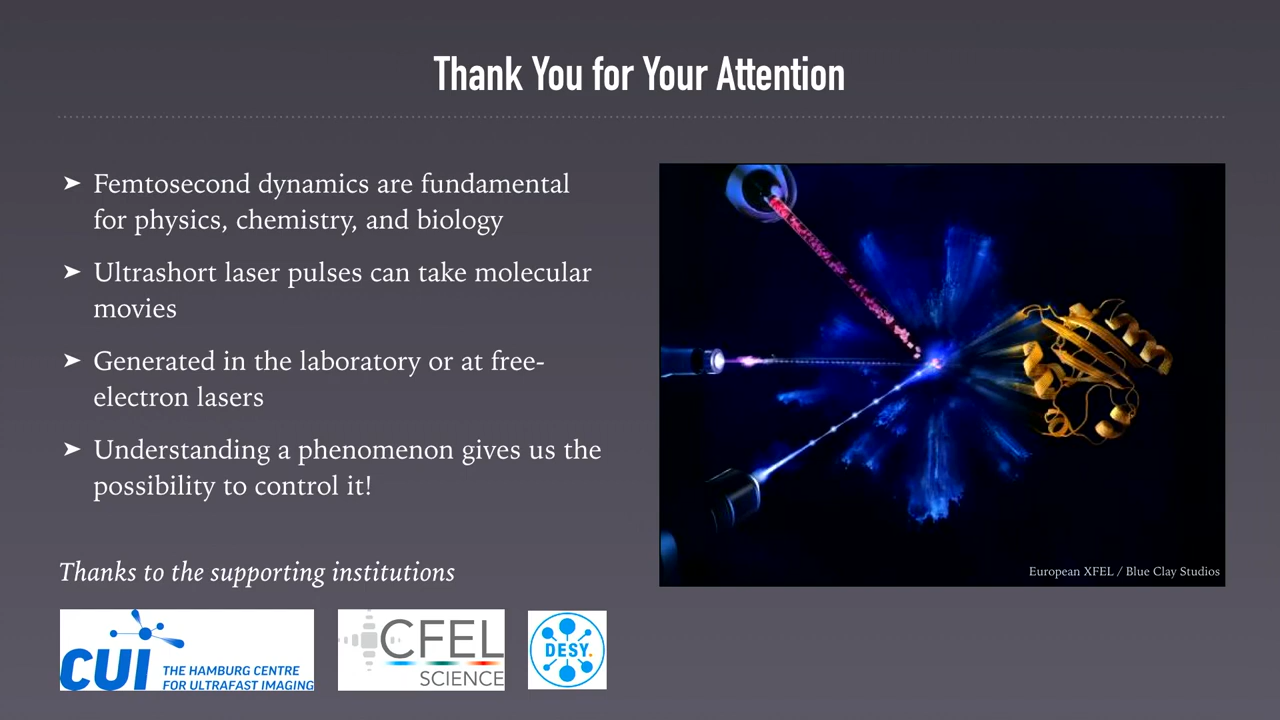 Thank You for Your Attention
➤ Femtosecond dynamics are fundamental
for physics, chemistry, and biology
➤ Ultrashort laser pulses can take molecular
movies
➤ Generated in the laboratory or at free-
electron lasers
➤ Understanding a phenomenon gives us the
possibility to control it!
European XFEL / Blue Clay Studios
Thanks to the supporting institutions
CUI THE HAMBURG CENTRE
FOR ULTRAFAST IMAGING
CFEL
SCIENCE
DESY.